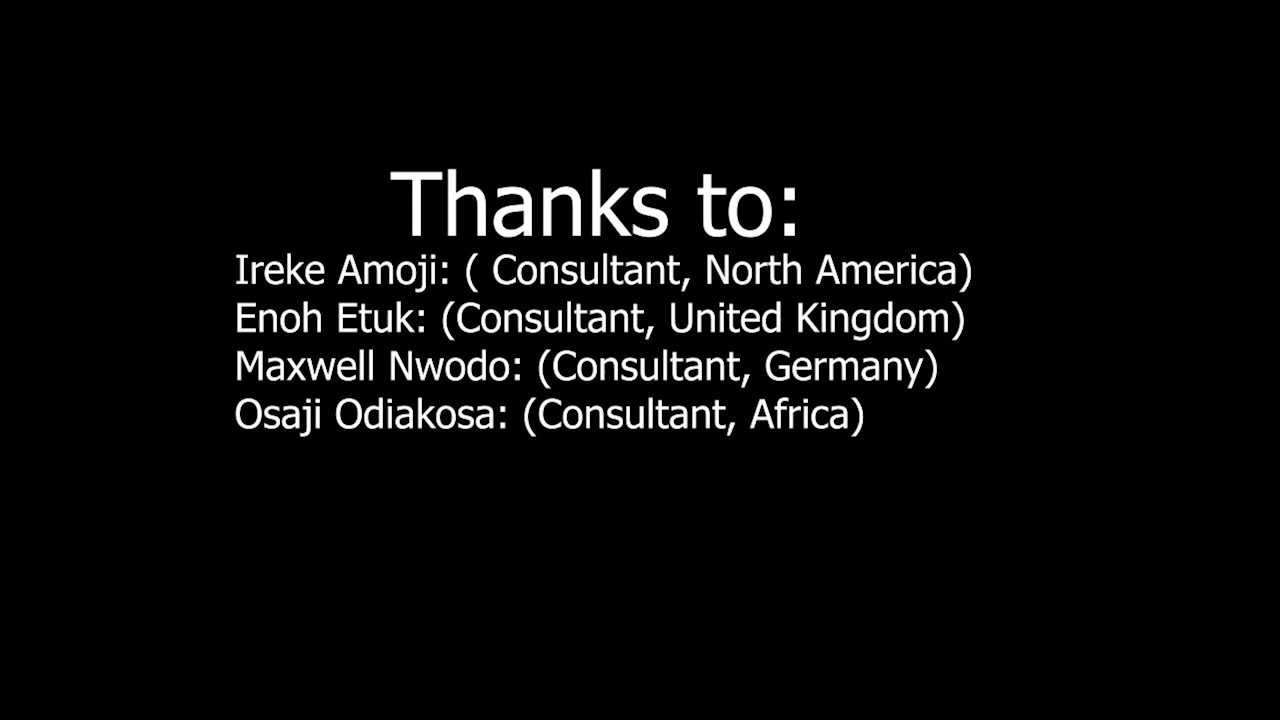 Thanks to:
Ireke Amoji: ( Consultant, North America)
Enoh Etuk: (Consultant, United Kingdom)
Maxwell Nwodo: (Consultant, Germany)
Osaji Odiakosa: (Consultant, Africa)